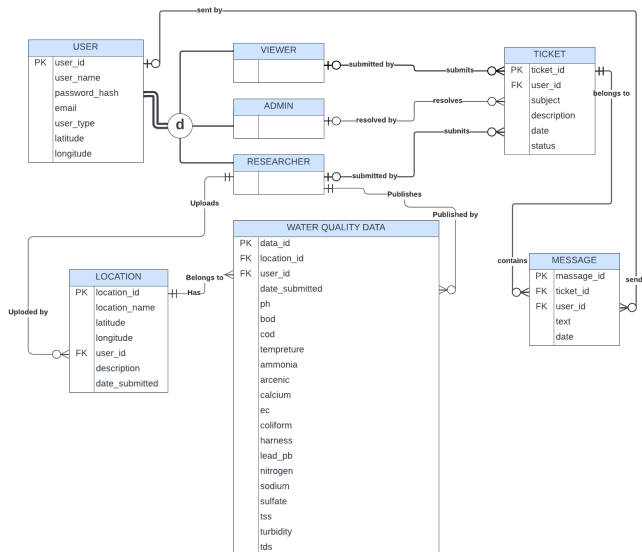 sent by
USER
PK user_id
user_name
password_hash
email
user_type
latitude
longitude
d
VIEWER
submitted by
submits
ADMIN
resolved by
resolves
RESEARCHER
submitted by
subnits
TICKET
PK ticket_id
FK user_id
subject
description
date
status
belongs to
Uploads
Publishes
Published by
WATER QUALITY DATA
PK data_id
FK location_id
FK user_id
date_submitted
ph
bod
cod
tempreture
ammonia
arcenic
calcium
ec
coliform
harness
lead_pb
nitrogen
sodium
sulfate
tss
turbidity
tds
LOCATION
PK location_id
location_name
latitude
longitude
FK user_id
description
date_submitted
Belongs to
Has
Uploded by
contains
MESSAGE
PK massage_id
FK ticket_id
FK user_id
text
date
send